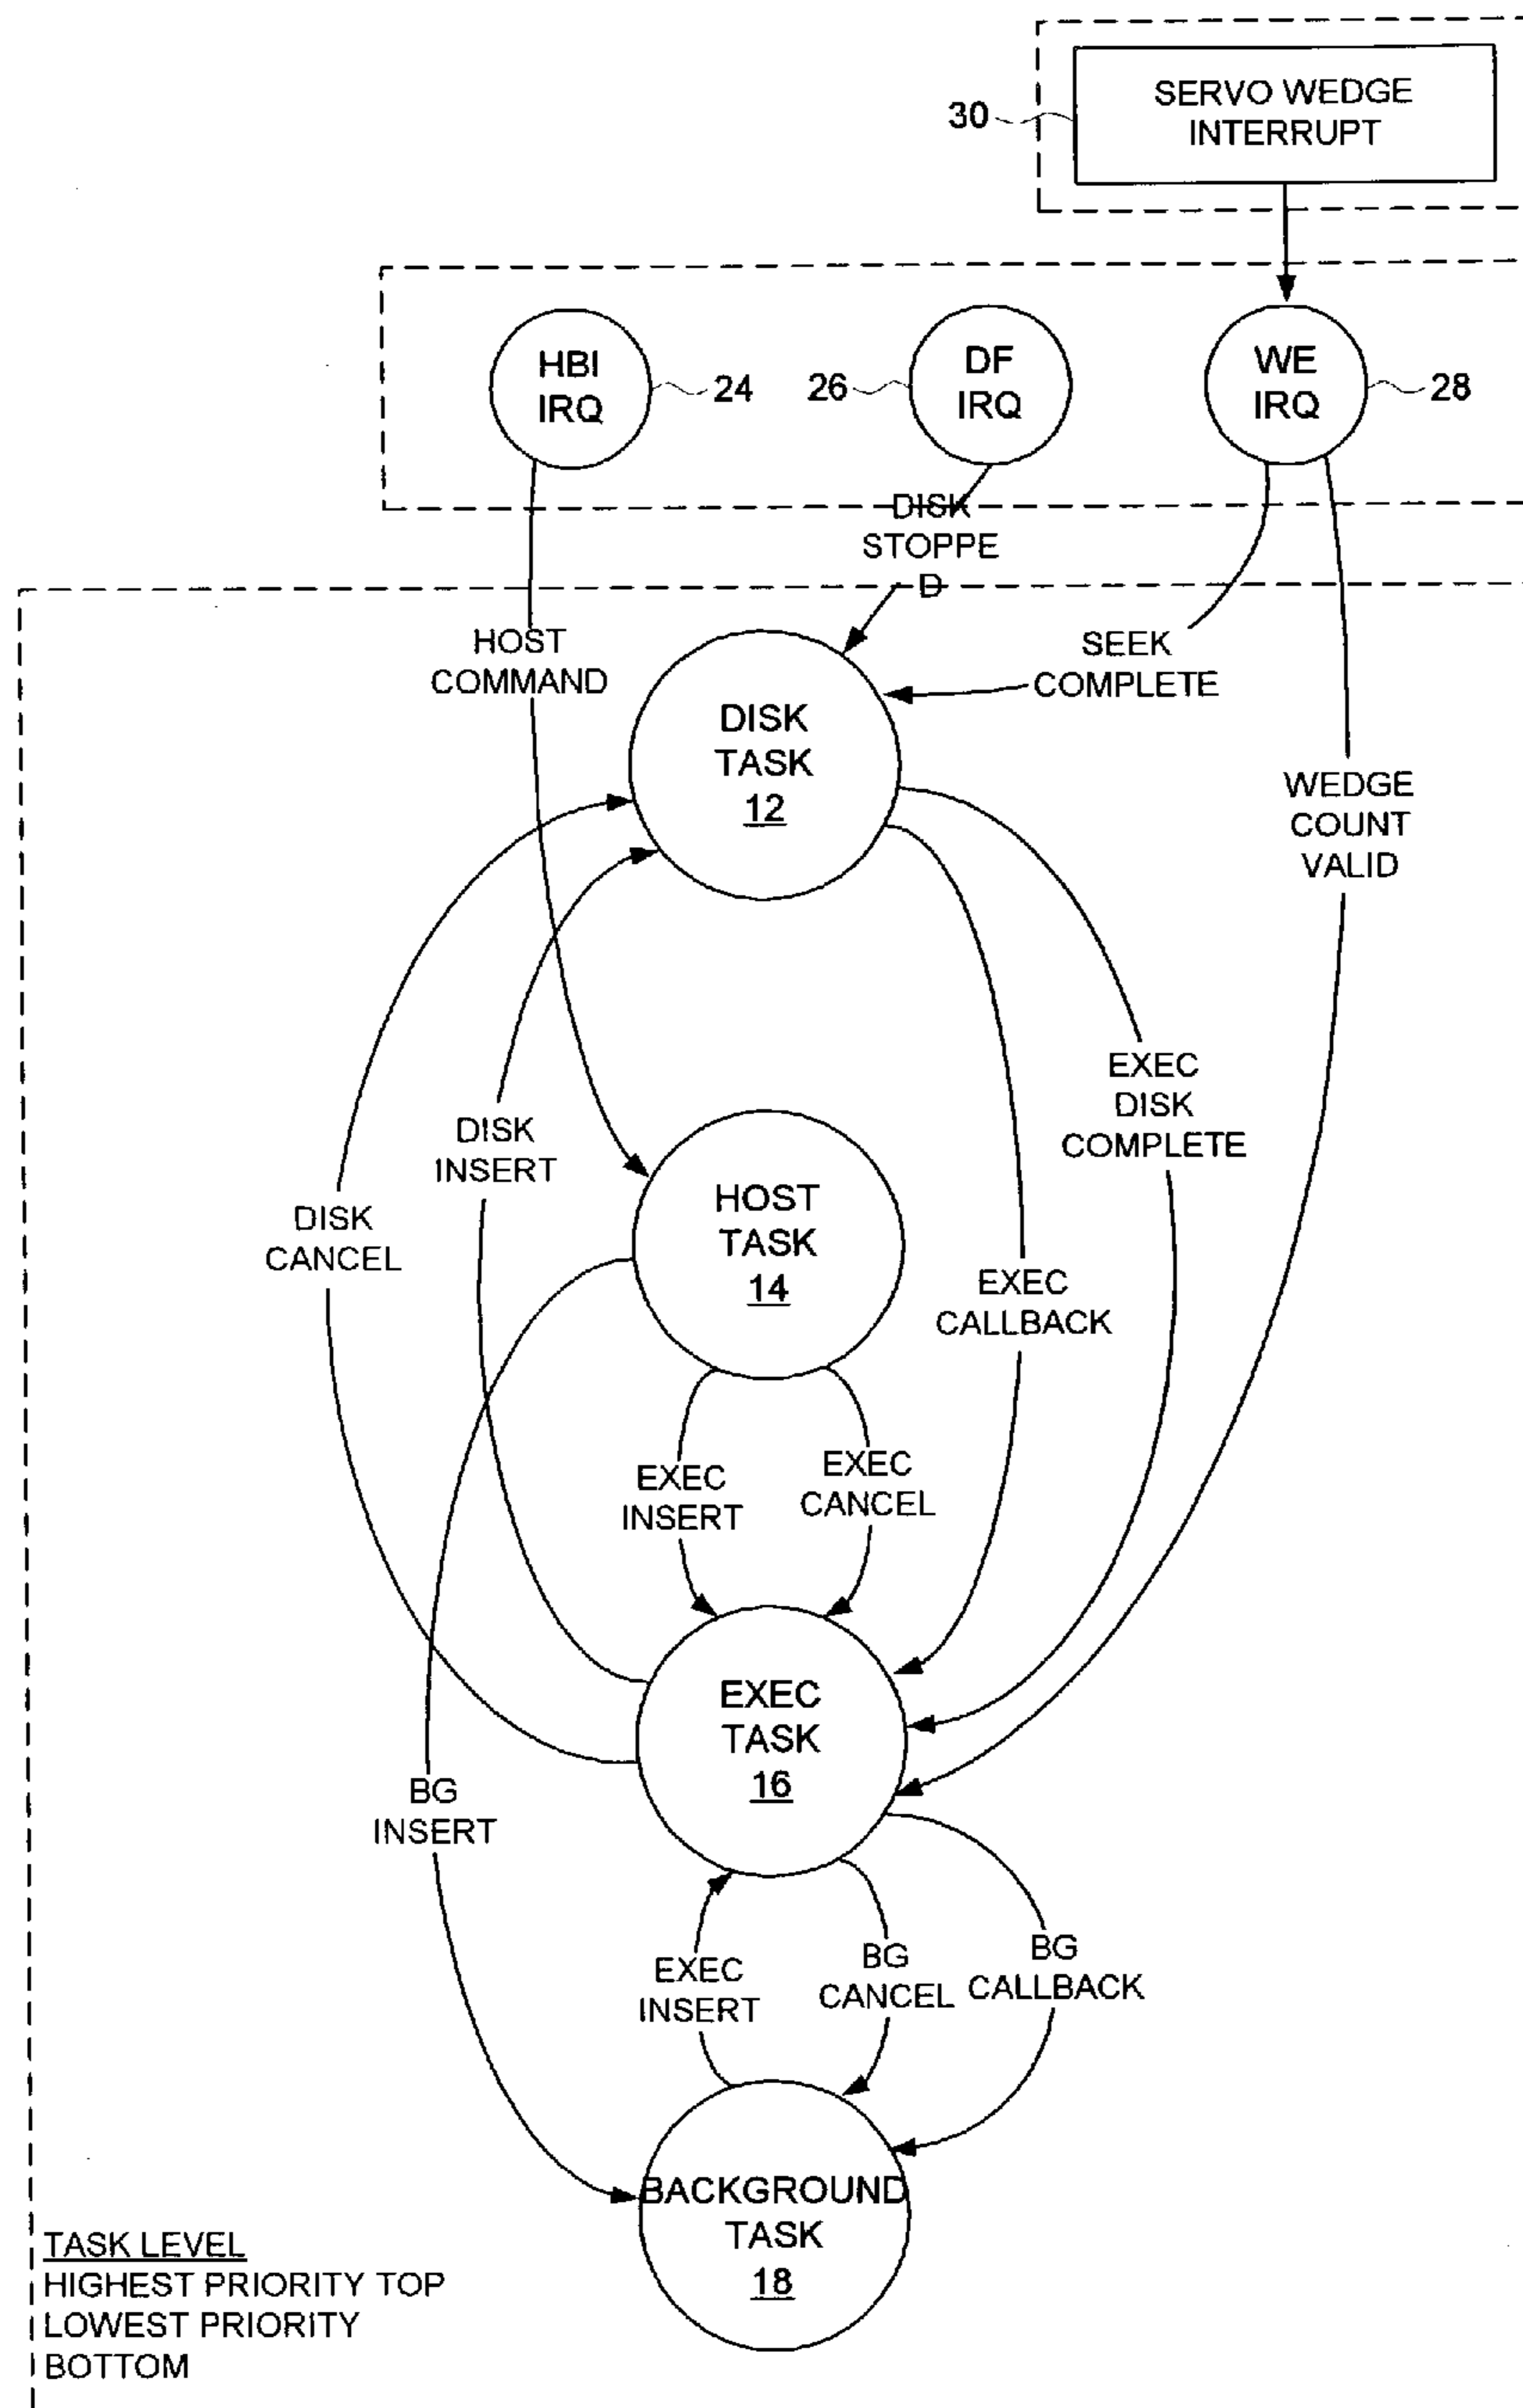 SERVO WEDGE
INTERRUPT
30
HBI
IRQ
24
26
DF
IRQ
WE
IRQ
28
DISK
STOPPE
D
HOST
COMMAND
SEEK
COMPLETE
DISK
TASK
12
WEDGE
COUNT
VALID
EXEC
DISK
COMPLETE
DISK
INSERT
DISK
CANCEL
HOST
TASK
14
EXEC
CALLBACK
EXEC
INSERT
EXEC
CANCEL
EXEC
TASK
16
BG
INSERT
EXEC
INSERT
BG
CANCEL
BG
CALLBACK
BACKGROUND
TASK
18
TASK LEVEL
HIGHEST PRIORITY TOP
LOWEST PRIORITY
BOTTOM